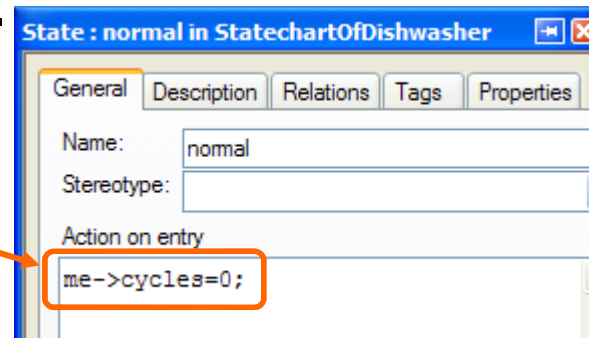 State : normal in StatechartOfDishwasher
General Description Relations Tags Properties
Name: normal
Stereotype:
Action on entry
me->cycles=0;